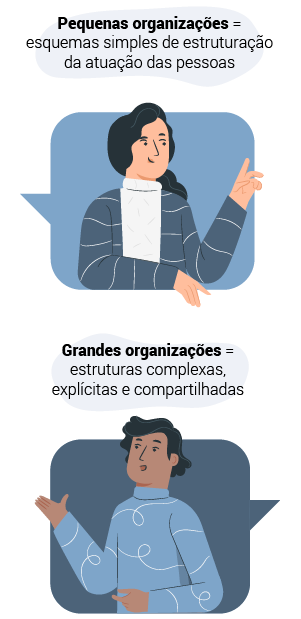 Pequenas organizações =
esquemas simples de estruturação
da atuação das pessoas
Grandes organizações =
estruturas complexas,
explícitas e compartilhadas